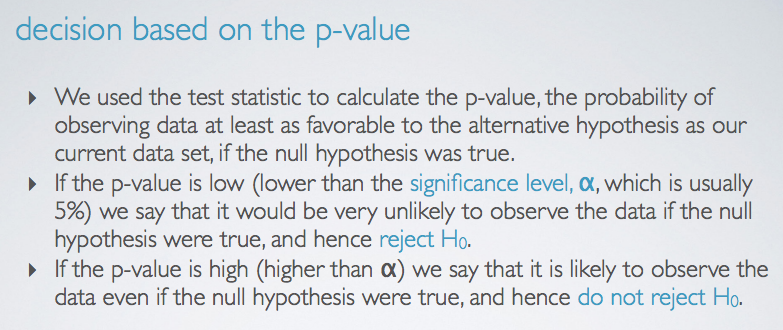 decision based on the p-value
▸ We used the test statistic to calculate the p-value, the probability of
observing data at least as favorable to the alternative hypothesis as our
current data set, if the null hypothesis was true.
▸ If the p-value is low (lower than the significance level, α, which is usually
5%) we say that it would be very unlikely to observe the data if the null
hypothesis were true, and hence reject H₀.
▸ If the p-value is high (higher than α) we say that it is likely to observe the
data even if the null hypothesis were true, and hence do not reject H₀.